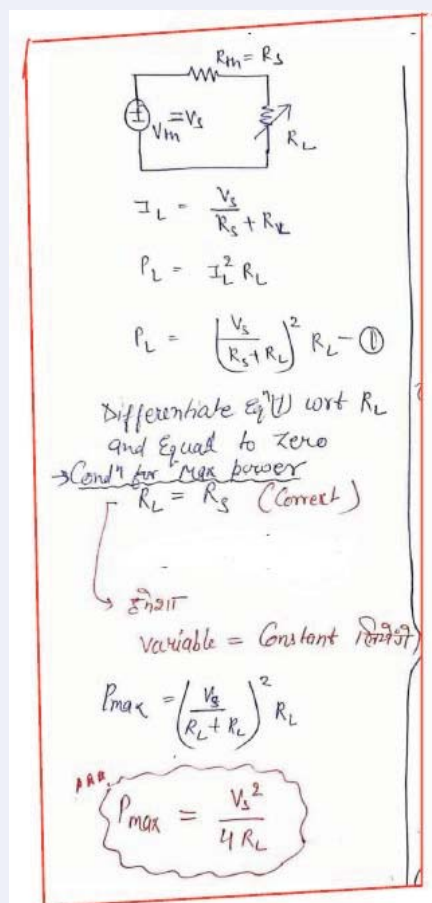 Rm = Rs
Vm = Vs
RL
IL = Vs / (Rs + RL)
PL = IL² RL
PL = (Vs / (Rs + RL))² RL — ①
Differentiate Eqⁿ(1) wrt RL
and Equal to Zero
→ Condⁿ for Max power
RL = Rs (Correct)
हमेशा
variable = Constant लिखेंगे
Pmax = (Vs / (RL + RL))² RL
Pmax = Vs² / 4RL